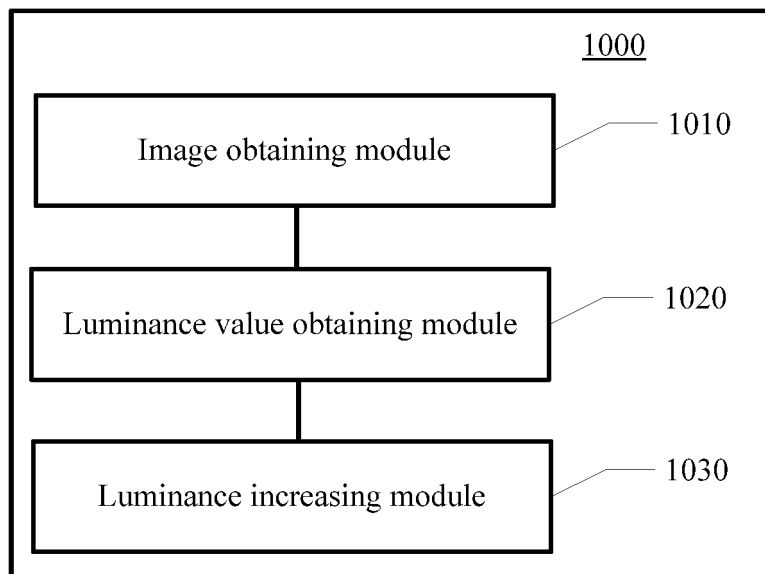 1000
Image obtaining module
1010
Luminance value obtaining module
1020
Luminance increasing module
1030